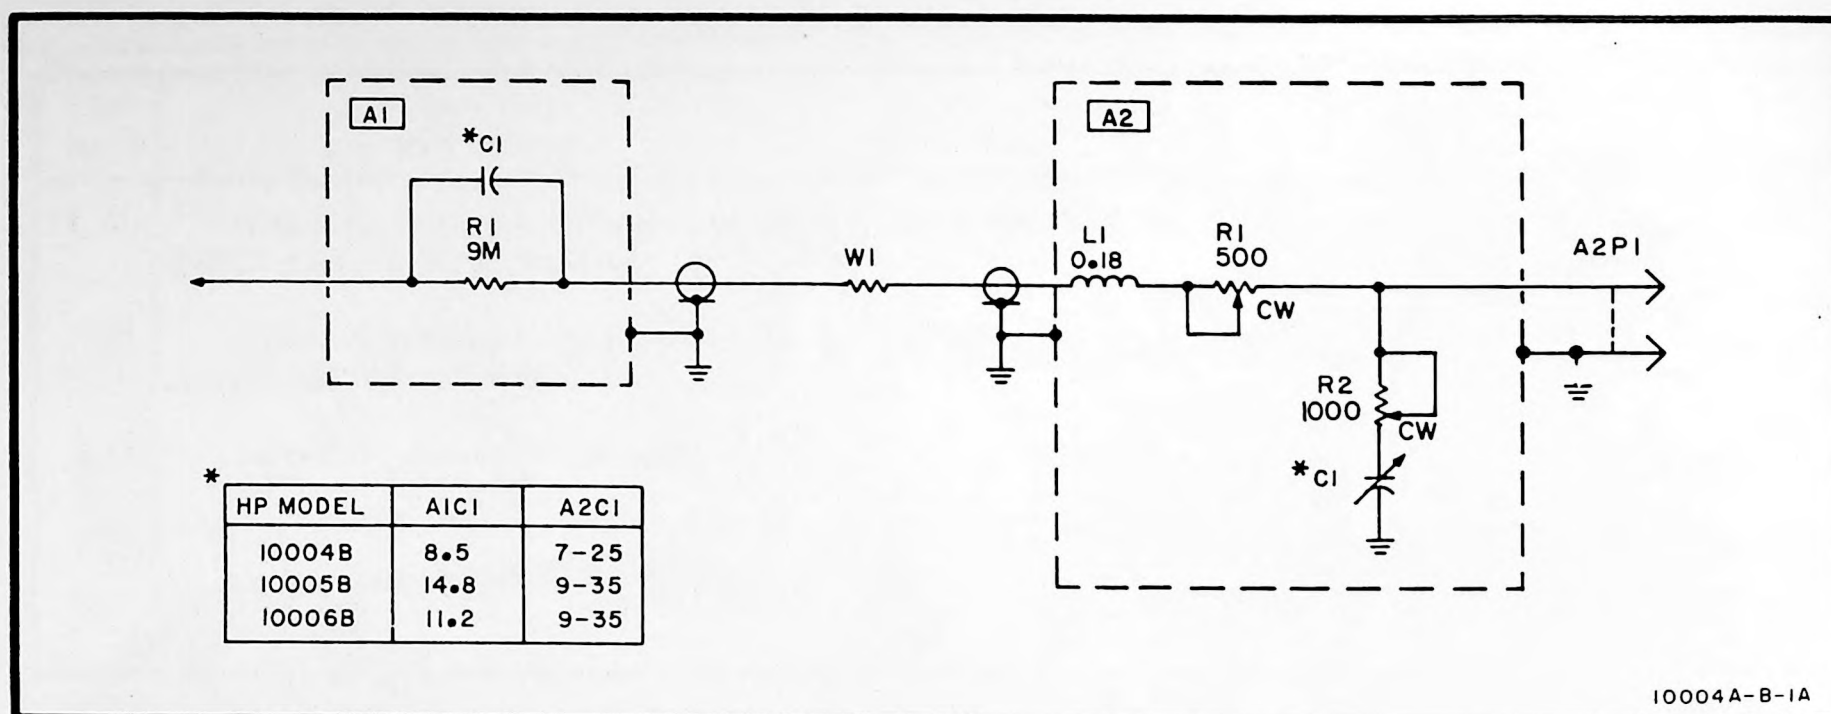 A1
*C1
R1
9M
W1
A2
L1
0.18
R1
500
CW
A2P1
R2
1000
CW
*C1
*
HP MODEL A1C1 A2C1
10004B 8.5 7-25
10005B 14.8 9-35
10006B 11.2 9-35
10004A-B-1A